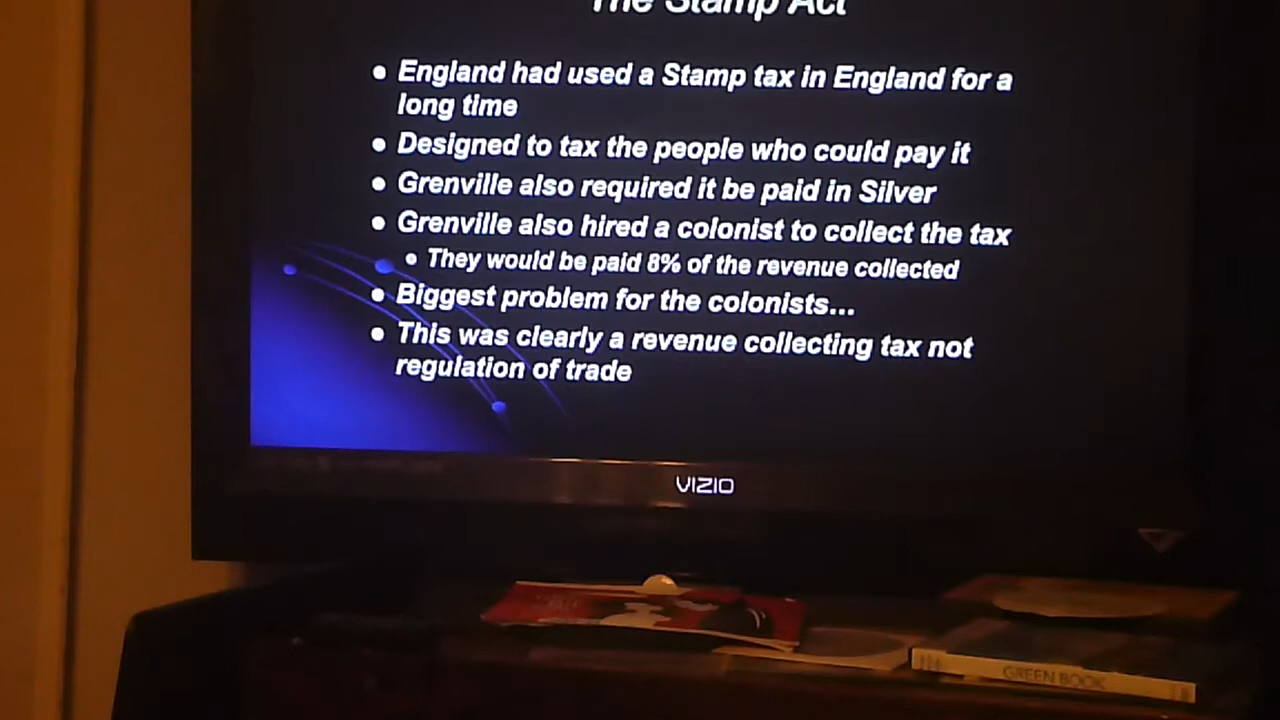 The Stamp Act
• England had used a Stamp tax in England for a
long time
• Designed to tax the people who could pay it
• Grenville also required it be paid in Silver
• Grenville also hired a colonist to collect the tax
• They would be paid 8% of the revenue collected
• Biggest problem for the colonists...
• This was clearly a revenue collecting tax not
regulation of trade
VIZIO
GREEN BOOK